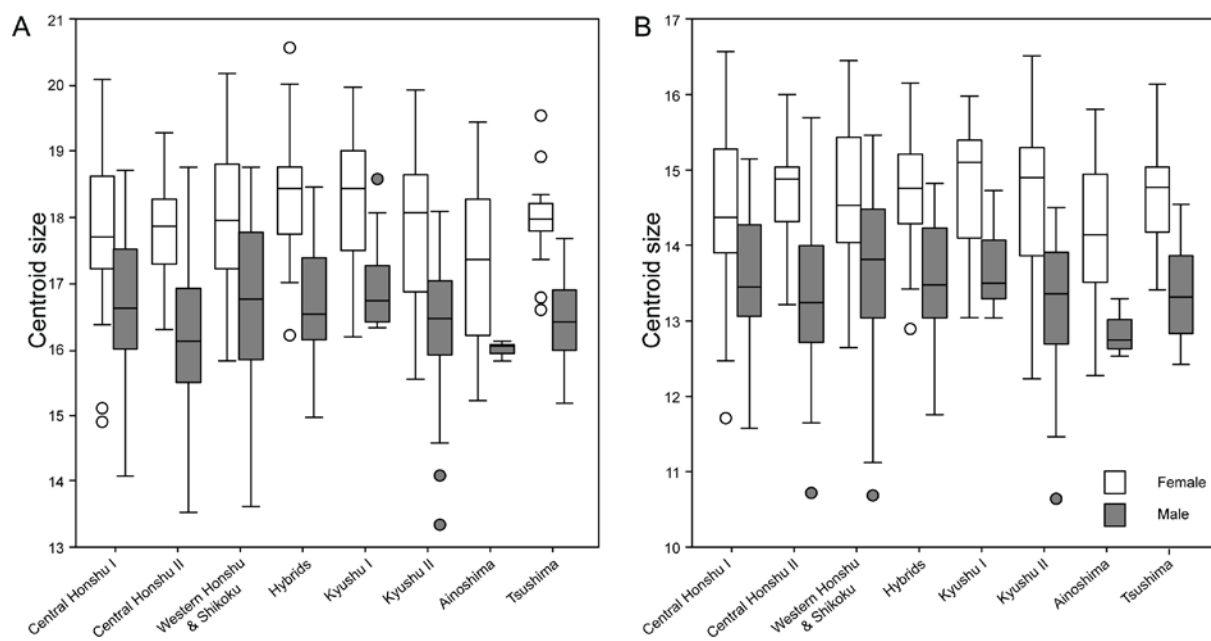 A
Centroid size
21
20
19
18
17
16
15
14
13
Central Honshu I
Central Honshu II
Western Honshu
& Shikoku
Hybrids
Kyushu I
Kyushu II
Ainoshima
Tsushima
B
Centroid size
17
16
15
14
13
12
11
10
Female
Male
Central Honshu I
Central Honshu II
Western Honshu
& Shikoku
Hybrids
Kyushu I
Kyushu II
Ainoshima
Tsushima